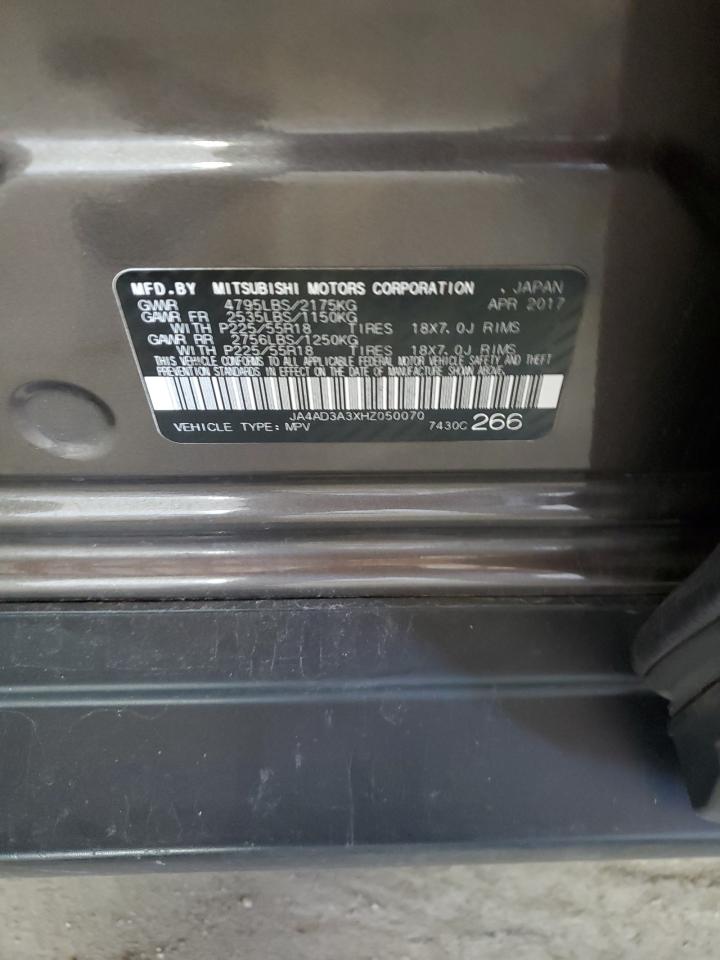 MFD.BY MITSUBISHI MOTORS CORPORATION . JAPAN
GVWR 4795LBS/2175KG APR 2017
GAWR FR 2535LBS/1150KG
WITH P225/55R18 TIRES 18X7.0J RIMS
GAWR RR 2756LBS/1250KG
WITH P225/55R18 TIRES 18X7.0J RIMS
THIS VEHICLE CONFORMS TO ALL APPLICABLE FEDERAL MOTOR VEHICLE SAFETY AND THEFT
PREVENTION STANDARDS IN EFFECT ON THE DATE OF MANUFACTURE SHOWN ABOVE.
JA4AD3A3XHZ050070
VEHICLE TYPE: MPV 7430C 266